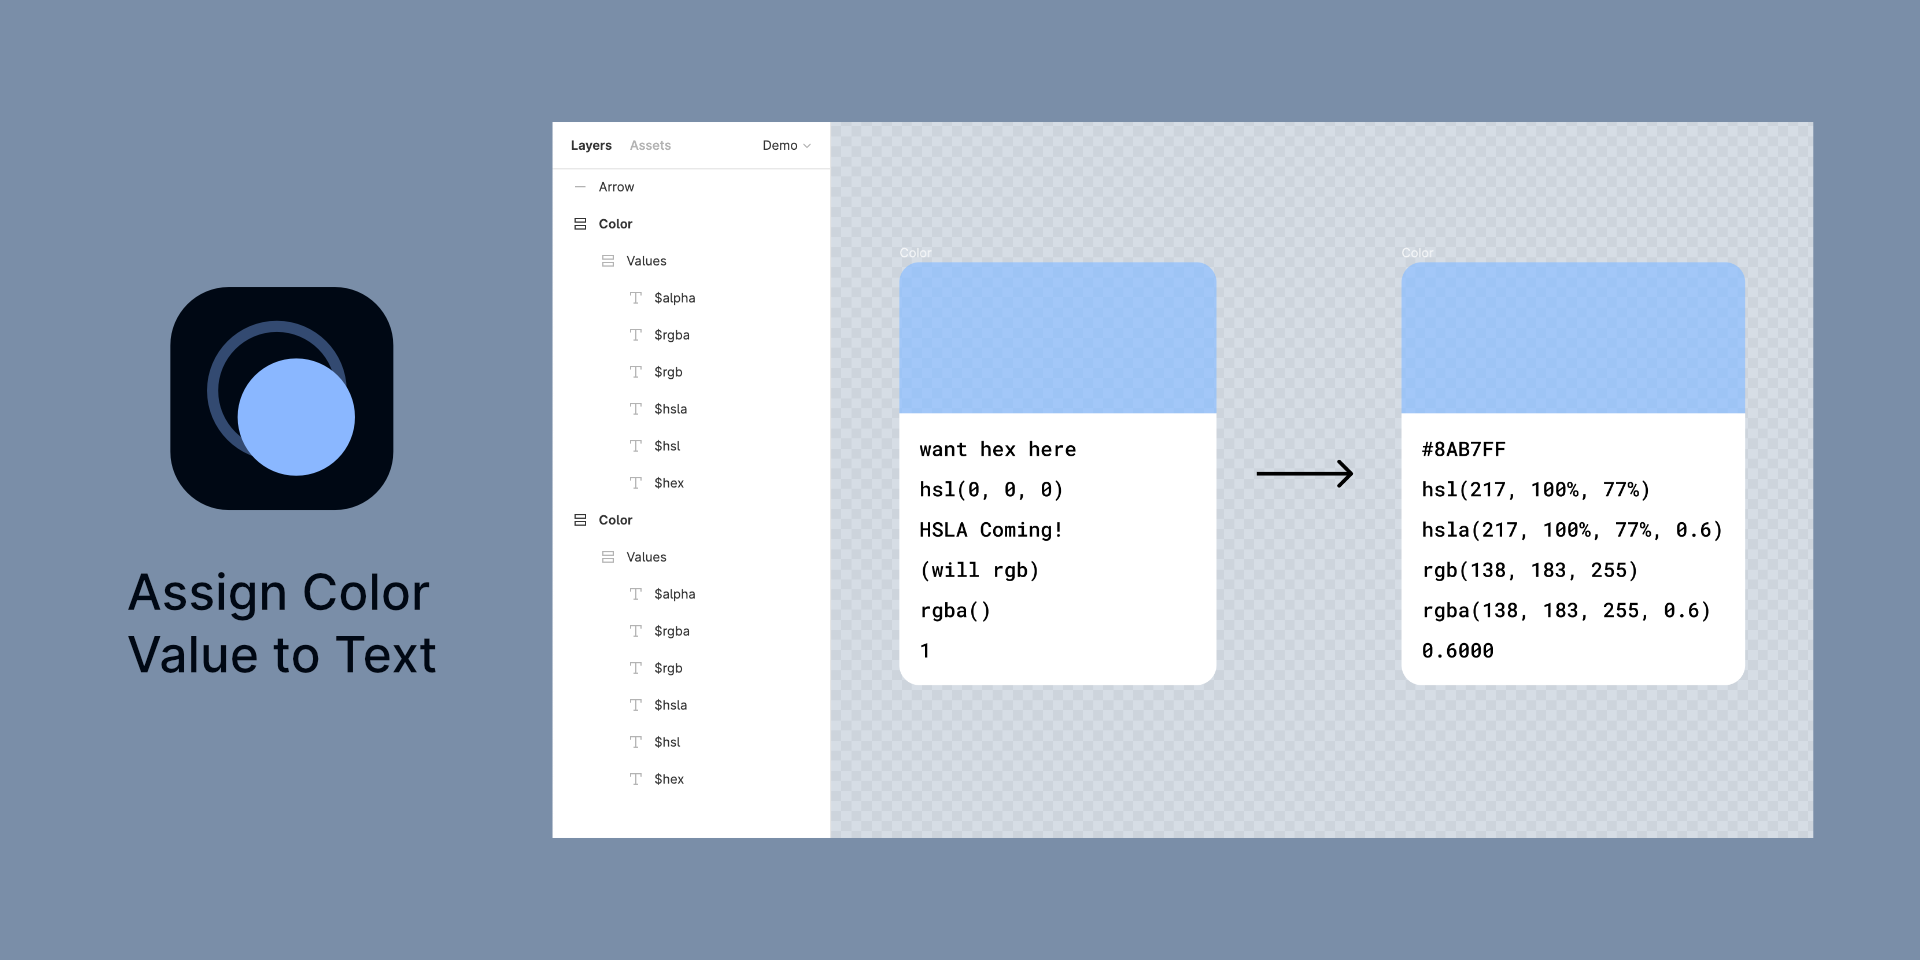 Assign Color
Value to Text
Layers Assets Demo
Arrow
Color
Values
$alpha
$rgba
$rgb
$hsla
$hsl
$hex
Color
Values
$alpha
$rgba
$rgb
$hsla
$hsl
$hex
Color
want hex here
hsl(0, 0, 0)
HSLA Coming!
(will rgb)
rgba()
1
Color
#8AB7FF
hsl(217, 100%, 77%)
hsla(217, 100%, 77%, 0.6)
rgb(138, 183, 255)
rgba(138, 183, 255, 0.6)
0.6000